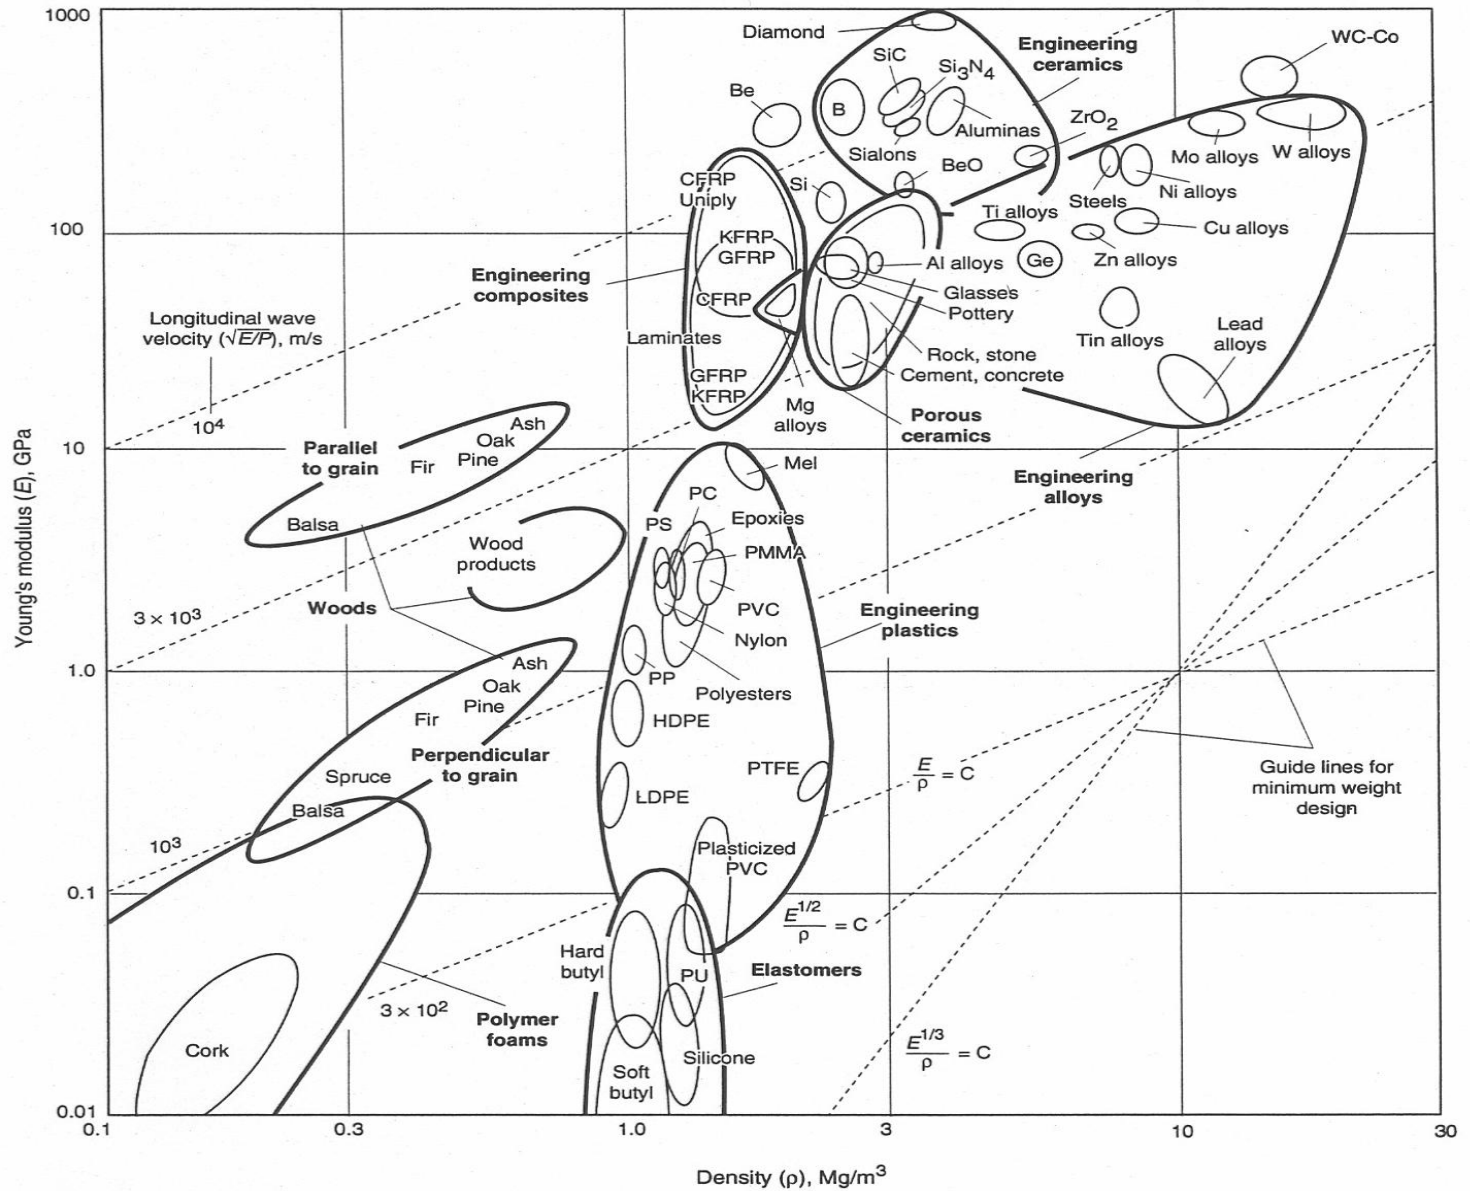 1000
100
10
1.0
0.1
0.01
Young's modulus (E), GPa
0.1
0.3
1.0
3
10
30
Density (ρ), Mg/m³
Diamond
Engineering
ceramics
WC-Co
SiC
Si₃N₄
Be
B
Aluminas
ZrO₂
Sialons
BeO
Mo alloys
W alloys
CFRP
Uniply
Si
Steels
Ni alloys
Ti alloys
Cu alloys
KFRP
GFRP
Al alloys
Ge
Zn alloys
Engineering
composites
CFRP
Glasses
Pottery
Longitudinal wave
velocity (√E/P), m/s
Laminates
Tin alloys
Lead
alloys
Rock, stone
Cement, concrete
GFRP
KFRP
Mg
alloys
Porous
ceramics
10⁴
Parallel
to grain
Ash
Oak
Pine
Fir
Balsa
Mel
Engineering
alloys
PC
PS
Epoxies
PMMA
Wood
products
PVC
Nylon
Woods
3 × 10³
Engineering
plastics
Ash
Oak
Pine
Fir
PP
Polyesters
HDPE
Perpendicular
to grain
Spruce
Balsa
PTFE
LDPE
E/ρ = C
Guide lines for
minimum weight
design
10³
Plasticized
PVC
E^1/2/ρ = C
Hard
butyl
PU
Elastomers
3 × 10²
Polymer
foams
E^1/3/ρ = C
Cork
Silicone
Soft
butyl